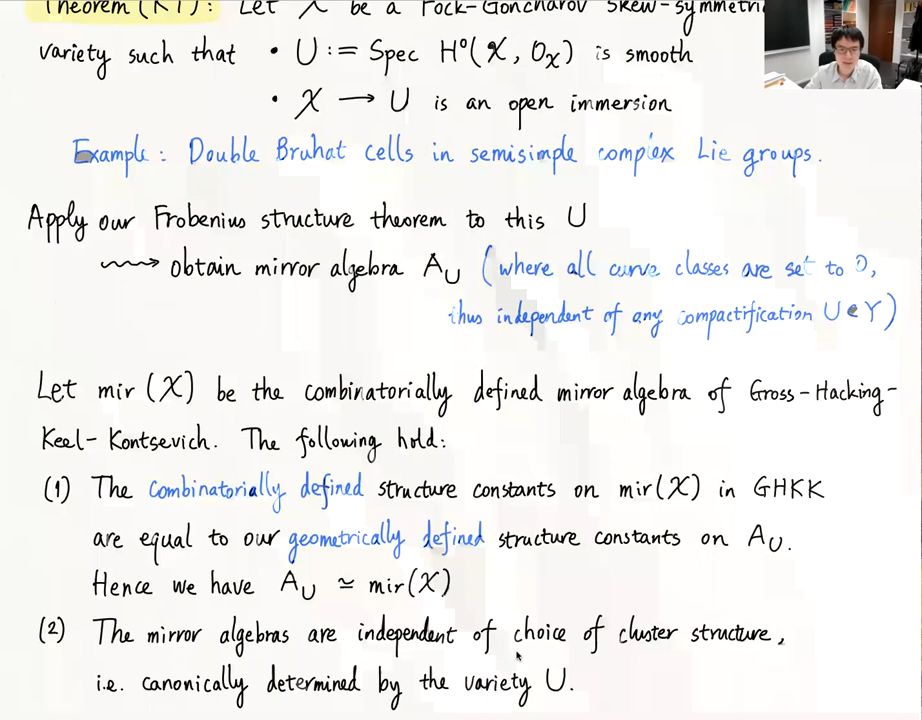 Theorem (KY): Let X be a Fock-Goncharov skew-symmetric
variety such that • U := Spec H⁰(X, O_X) is smooth
• X ⟶ U is an open immersion
Example: Double Bruhat cells in semisimple complex Lie groups.
Apply our Frobenius structure theorem to this U
⟿ obtain mirror algebra A_U (where all curve classes are set to 0,
thus independent of any compactification U ⊂ Y)
Let mir(X) be the combinatorially defined mirror algebra of Gross-Hacking-
Keel-Kontsevich. The following hold:
(1) The combinatorially defined structure constants on mir(X) in GHKK
are equal to our geometrically defined structure constants on A_U.
Hence we have A_U ≃ mir(X)
(2) The mirror algebras are independent of choice of cluster structure,
i.e. canonically determined by the variety U.